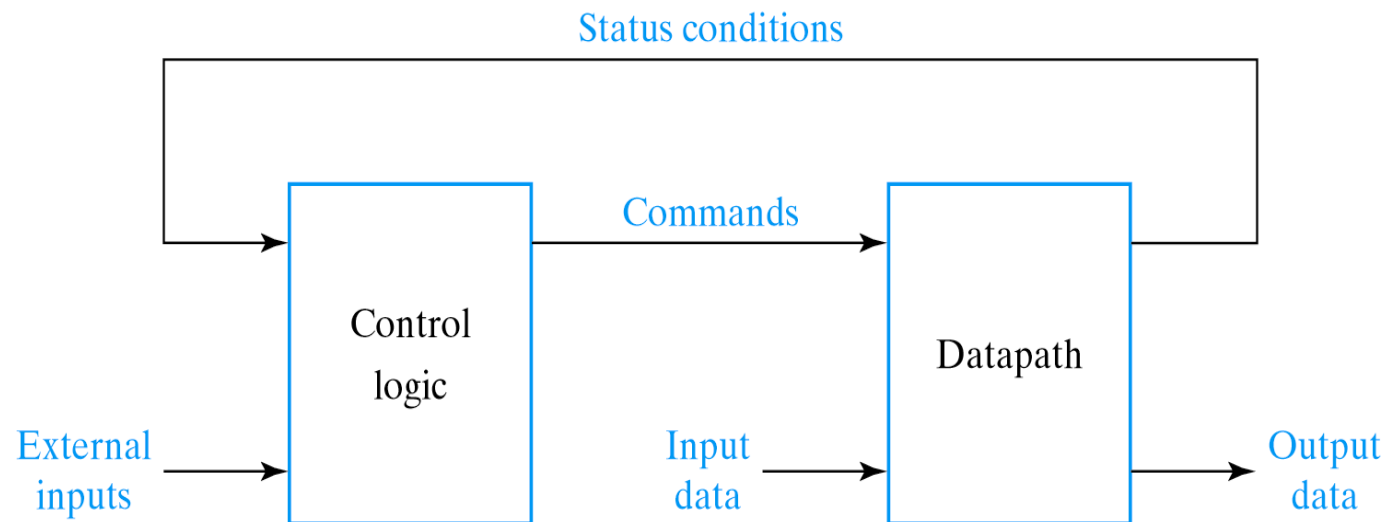 Status conditions
Commands
Control
logic
Datapath
External
inputs
Input
data
Output
data